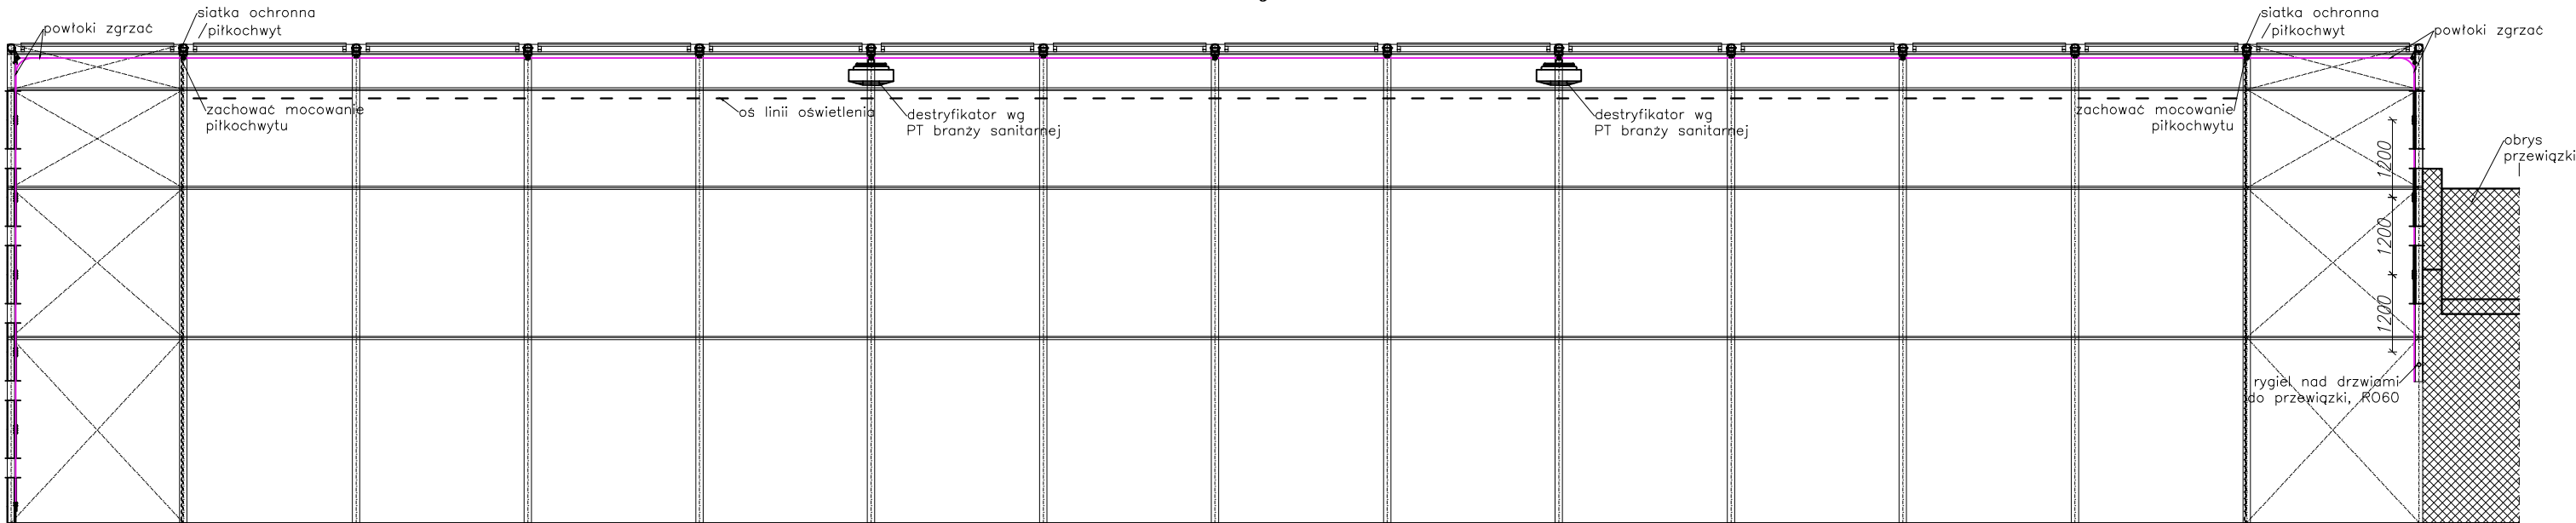 siatka ochronna
/piłkochwyt
powłoki zgrzać
zachować mocowanie
piłkochwytu
oś linii oświetlenia
destryfikator wg
PT branży sanitarnej
destryfikator wg
PT branży sanitarnej
siatka ochronna
/piłkochwyt
powłoki zgrzać
zachować mocowanie
piłkochwytu
obrys
przewiązki
1200
1200
1200
rygiel nad drzwiami
do przewiązki, RO60